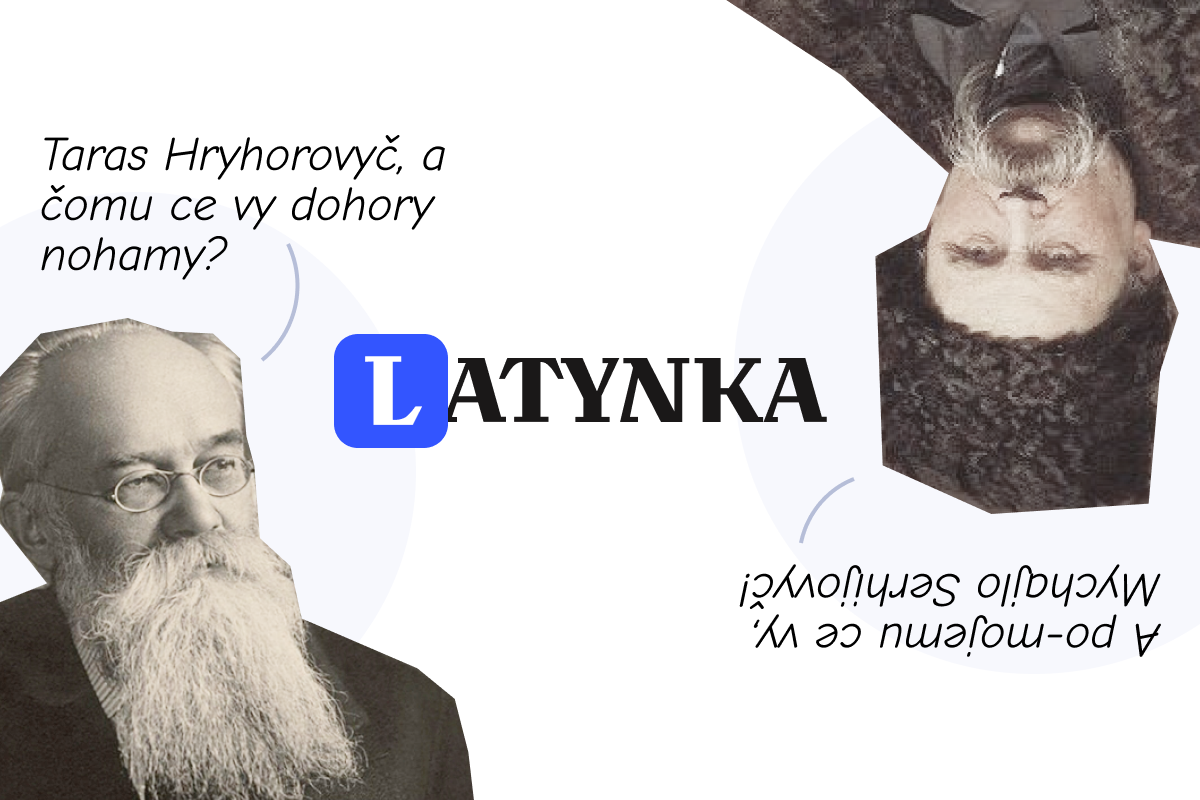 Taras Hryhorovyč, a
čomu ce vy dohory
nohamy?
LATYNKA
A po-mojemu ce vy,
Mychajlo Serhijovyč!